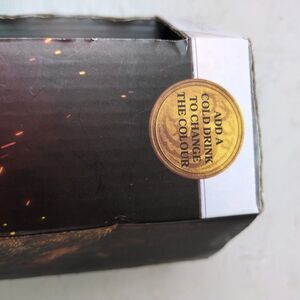 ADD A
COLD DRINK
TO CHANGE
THE COLOUR